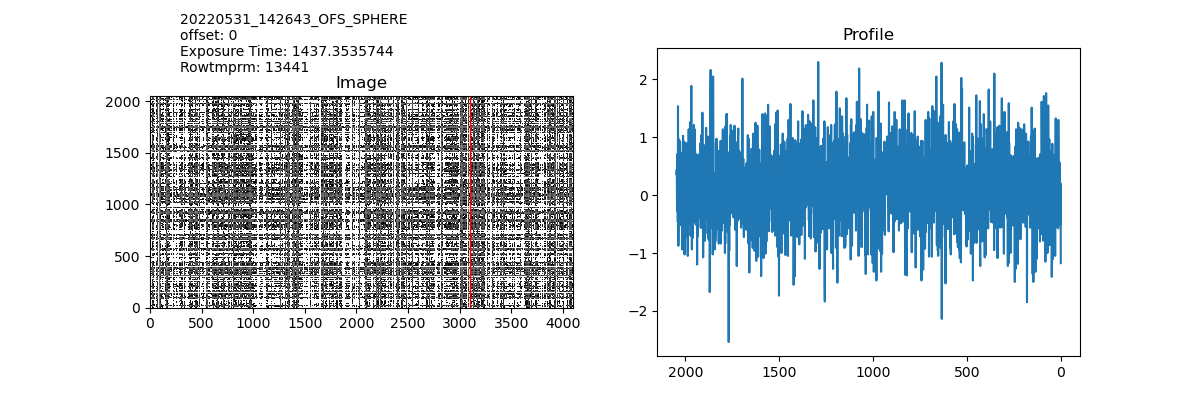 20220531_142643_OFS_SPHERE
offset: 0
Exposure Time: 1437.3535744
Rowtmprm: 13441
Image
2000
1500
1000
500
0
0 500 1000 1500 2000 2500 3000 3500 4000
Profile
2
1
0
−1
−2
2000 1500 1000 500 0